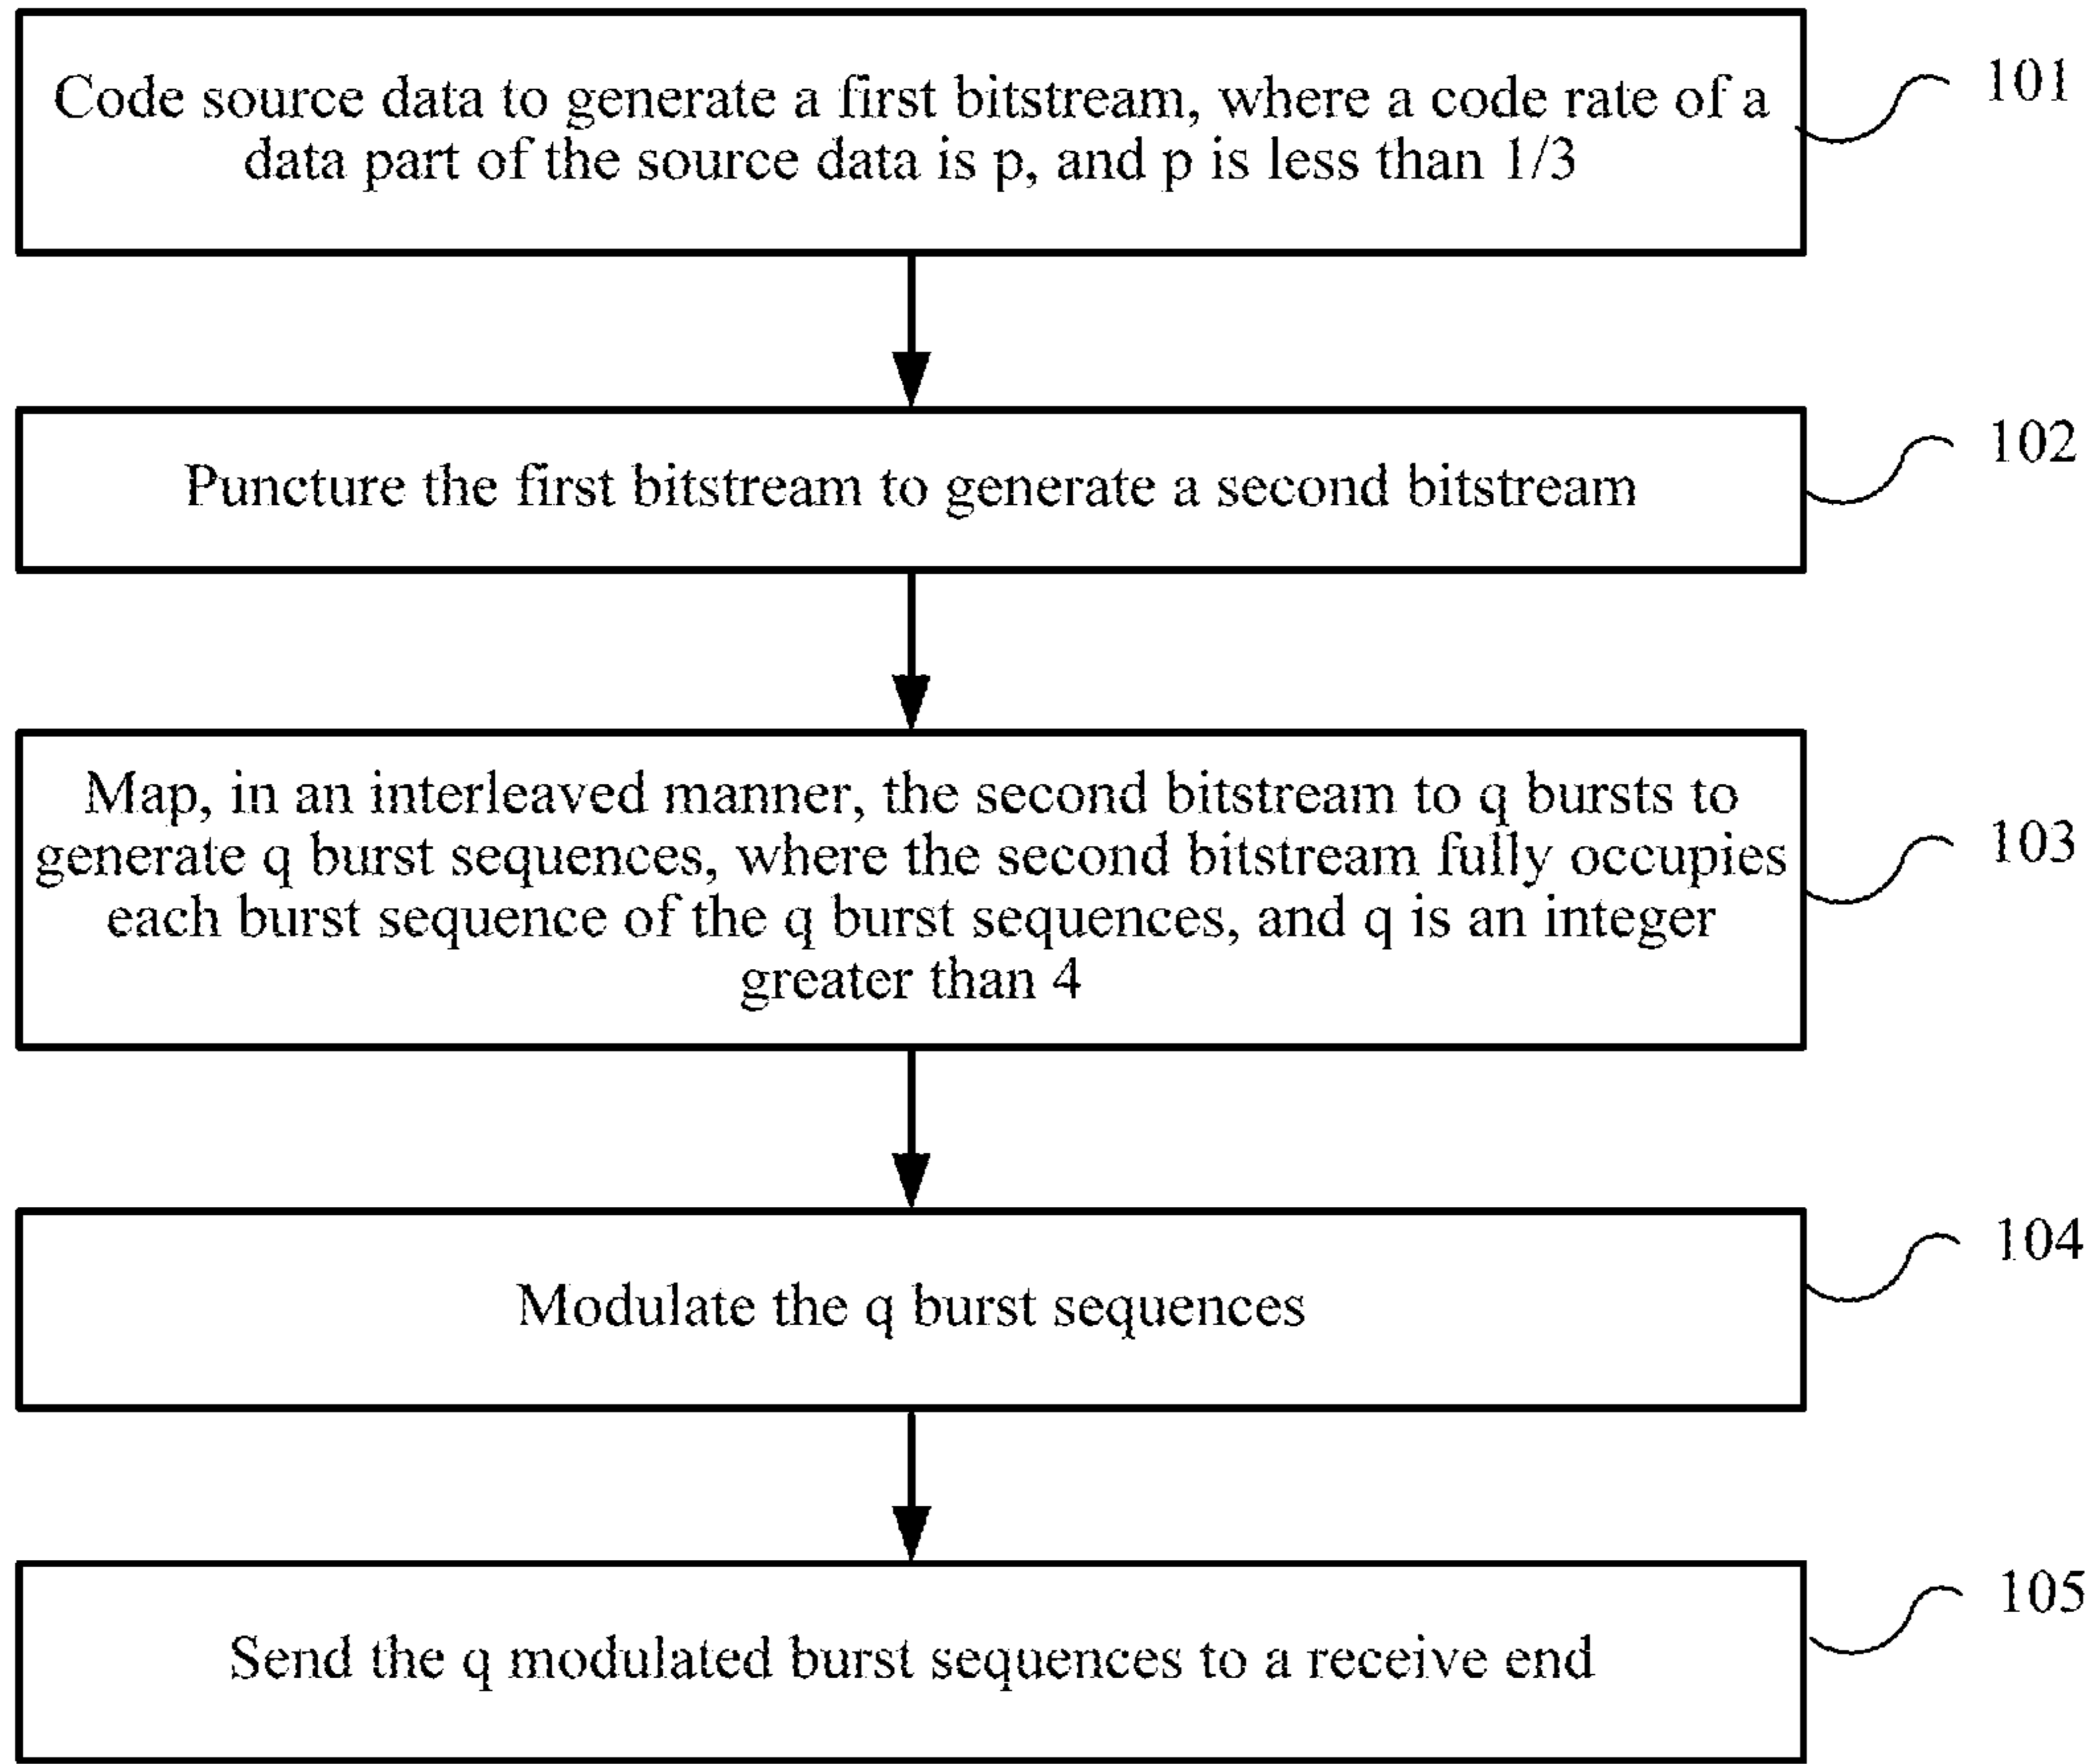 Code source data to generate a first bitstream, where a code rate of a
data part of the source data is p, and p is less than 1/3
101
Puncture the first bitstream to generate a second bitstream
102
Map, in an interleaved manner, the second bitstream to q bursts to
generate q burst sequences, where the second bitstream fully occupies
each burst sequence of the q burst sequences, and q is an integer
greater than 4
103
Modulate the q burst sequences
104
Send the q modulated burst sequences to a receive end
105